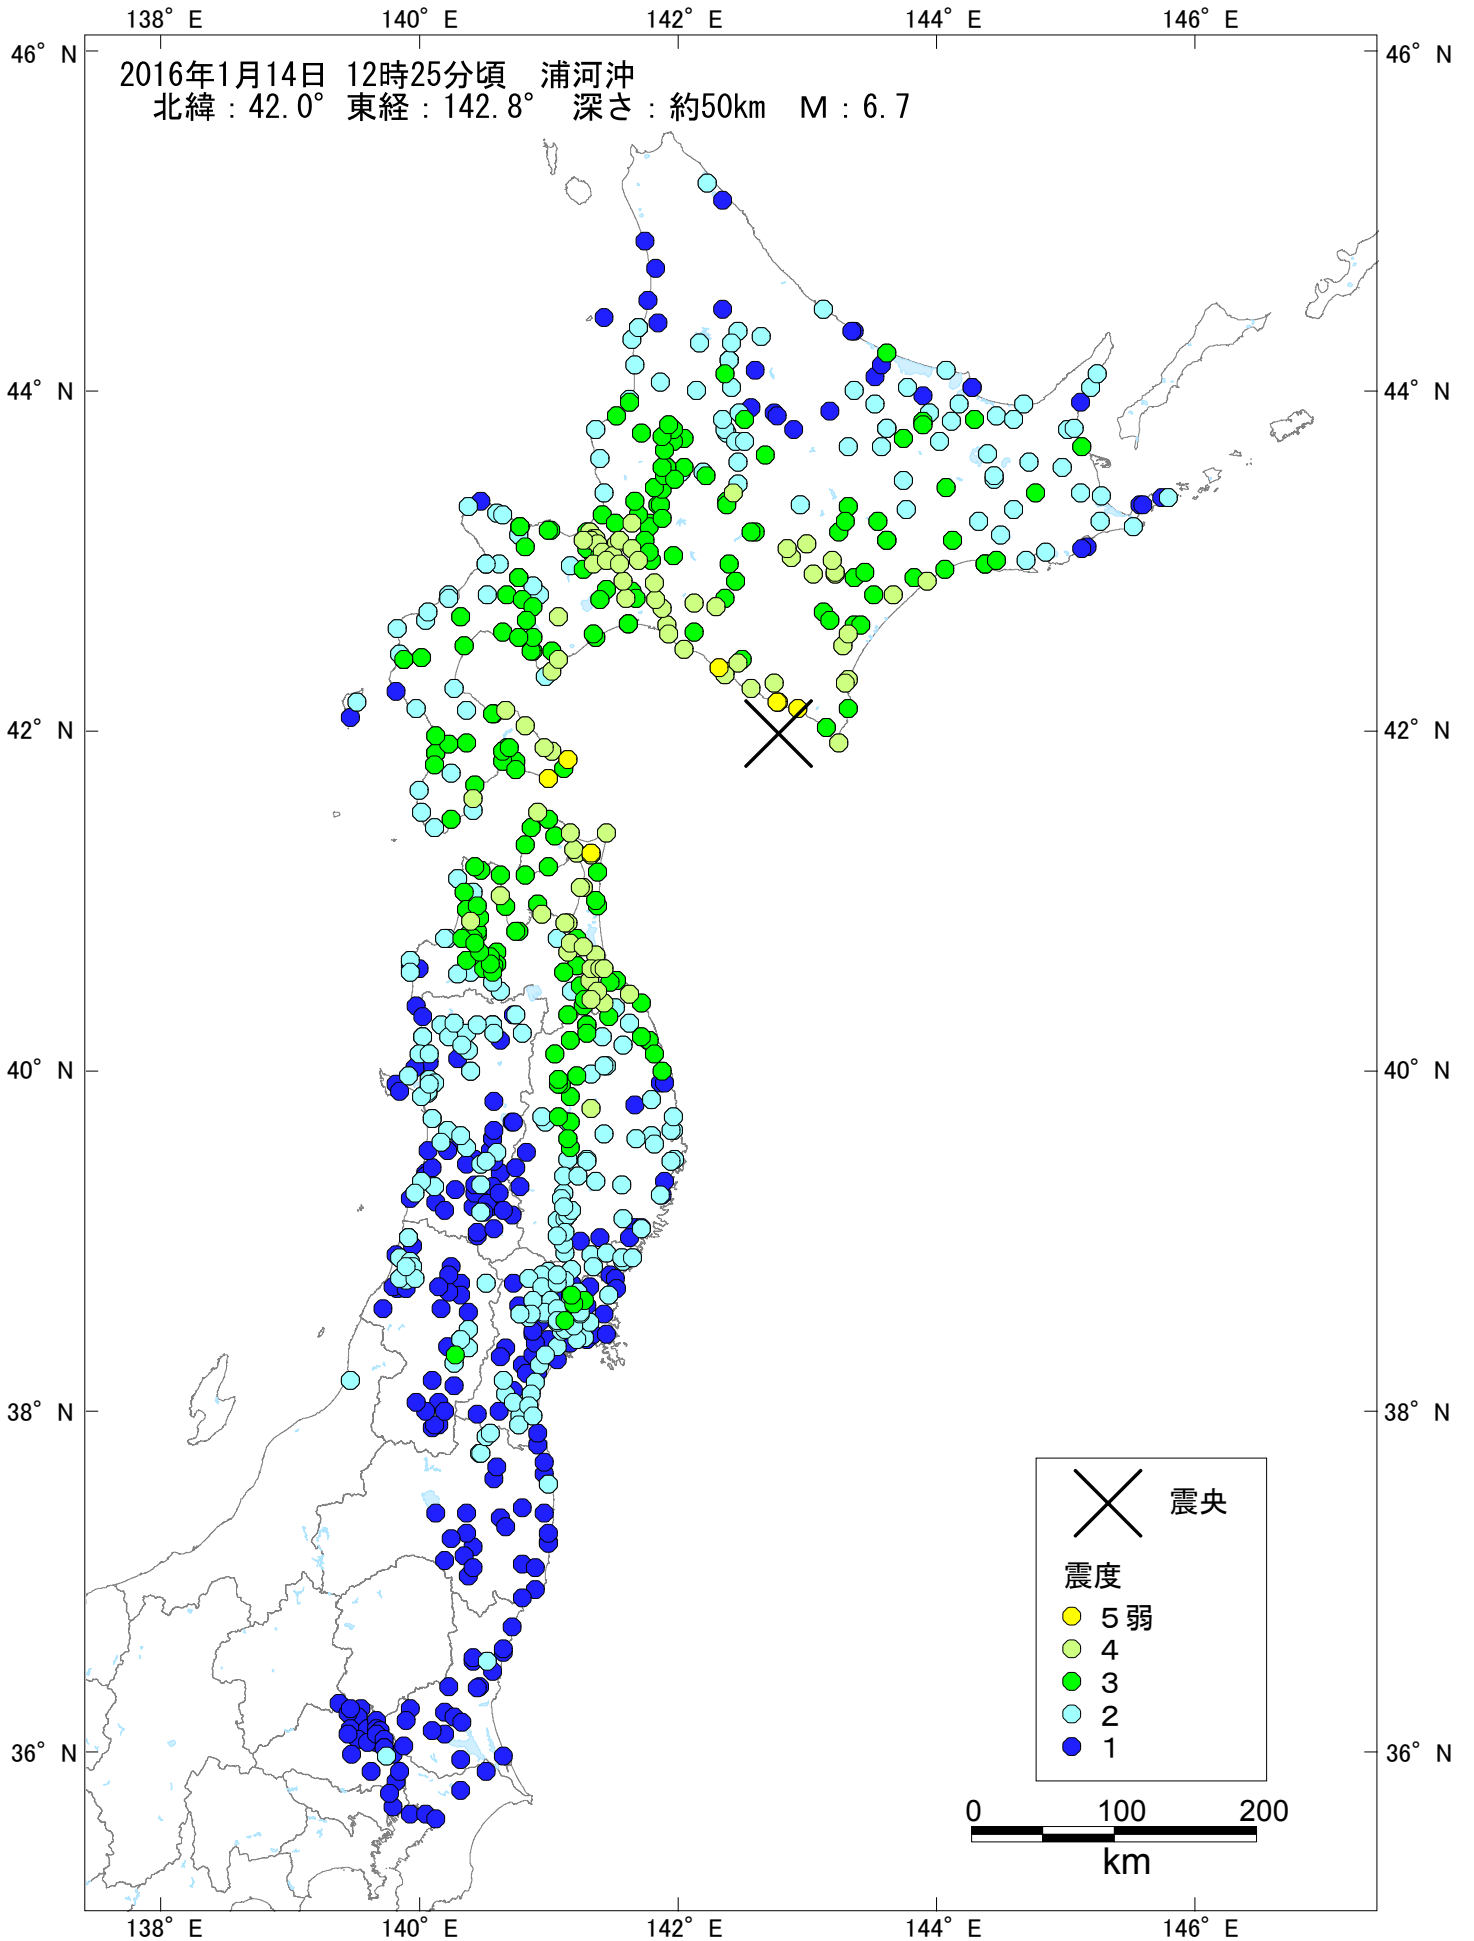 138° E 140° E 142° E 144° E 146° E
46° N 46° N
2016年1月14日 12時25分頃 浦河沖
北緯：42.0° 東経：142.8° 深さ：約50km Ｍ：6.7
44° N 44° N
42° N 42° N
40° N 40° N
38° N 38° N
震央
震度
５弱
４
３
２
１
36° N 36° N
0 100 200
km
138° E 140° E 142° E 144° E 146° E